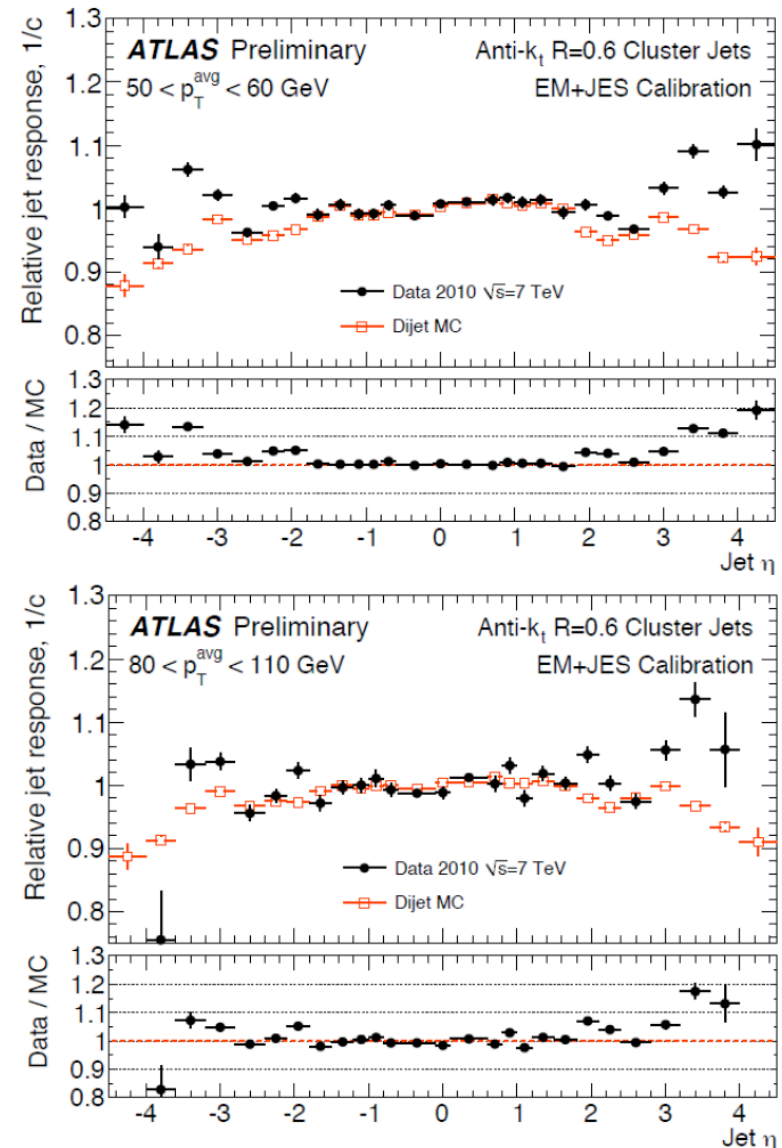 ATLAS Preliminary
Anti-kt R=0.6 Cluster Jets
50 < pTavg < 60 GeV
EM+JES Calibration
Relative jet response, 1/c
1.3
1.2
1.1
1
0.9
0.8
Data 2010 √s=7 TeV
Dijet MC
Data / MC
1.3
1.2
1.1
1
0.9
0.8
-4 -3 -2 -1 0 1 2 3 4
Jet η
ATLAS Preliminary
Anti-kt R=0.6 Cluster Jets
80 < pTavg < 110 GeV
EM+JES Calibration
Relative jet response, 1/c
1.3
1.2
1.1
1
0.9
0.8
Data 2010 √s=7 TeV
Dijet MC
Data / MC
1.3
1.2
1.1
1
0.9
0.8
-4 -3 -2 -1 0 1 2 3 4
Jet η